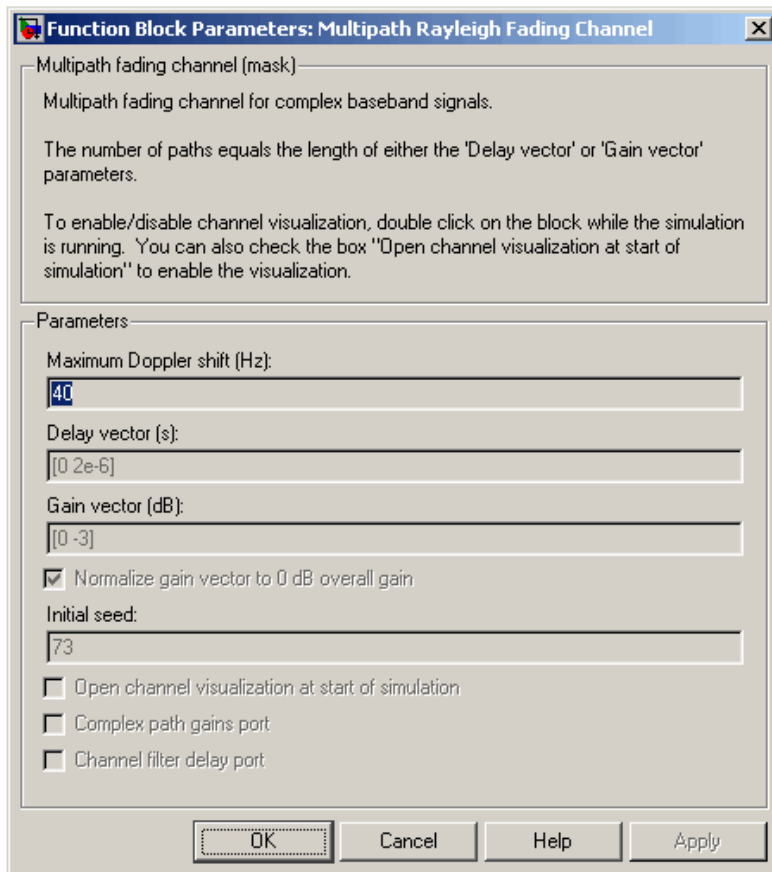 Function Block Parameters: Multipath Rayleigh Fading Channel
Multipath fading channel (mask)
Multipath fading channel for complex baseband signals.
The number of paths equals the length of either the 'Delay vector' or 'Gain vector'
parameters.
To enable/disable channel visualization, double click on the block while the simulation
is running.  You can also check the box "Open channel visualization at start of
simulation" to enable the visualization.
Parameters
Maximum Doppler shift (Hz):
40
Delay vector (s):
[0 2e-6]
Gain vector (dB):
[0 -3]
Normalize gain vector to 0 dB overall gain
Initial seed:
73
Open channel visualization at start of simulation
Complex path gains port
Channel filter delay port
OK Cancel Help Apply